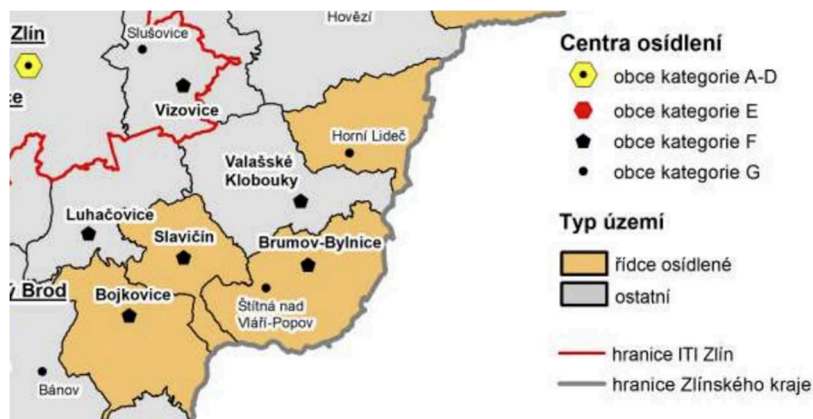 Hovězí
Zlín
Slušovice
ce
Vizovice
Horní Lideč
Valašské
Klobouky
Luhačovice
Slavičín
Brumov-Bylnice
ý Brod
Bojkovice
Štítná nad
Vláří-Popov
Bánov
Centra osídlení
obce kategorie A-D
obce kategorie E
obce kategorie F
obce kategorie G
Typ území
řídce osídlené
ostatní
hranice ITI Zlín
hranice Zlínského kraje